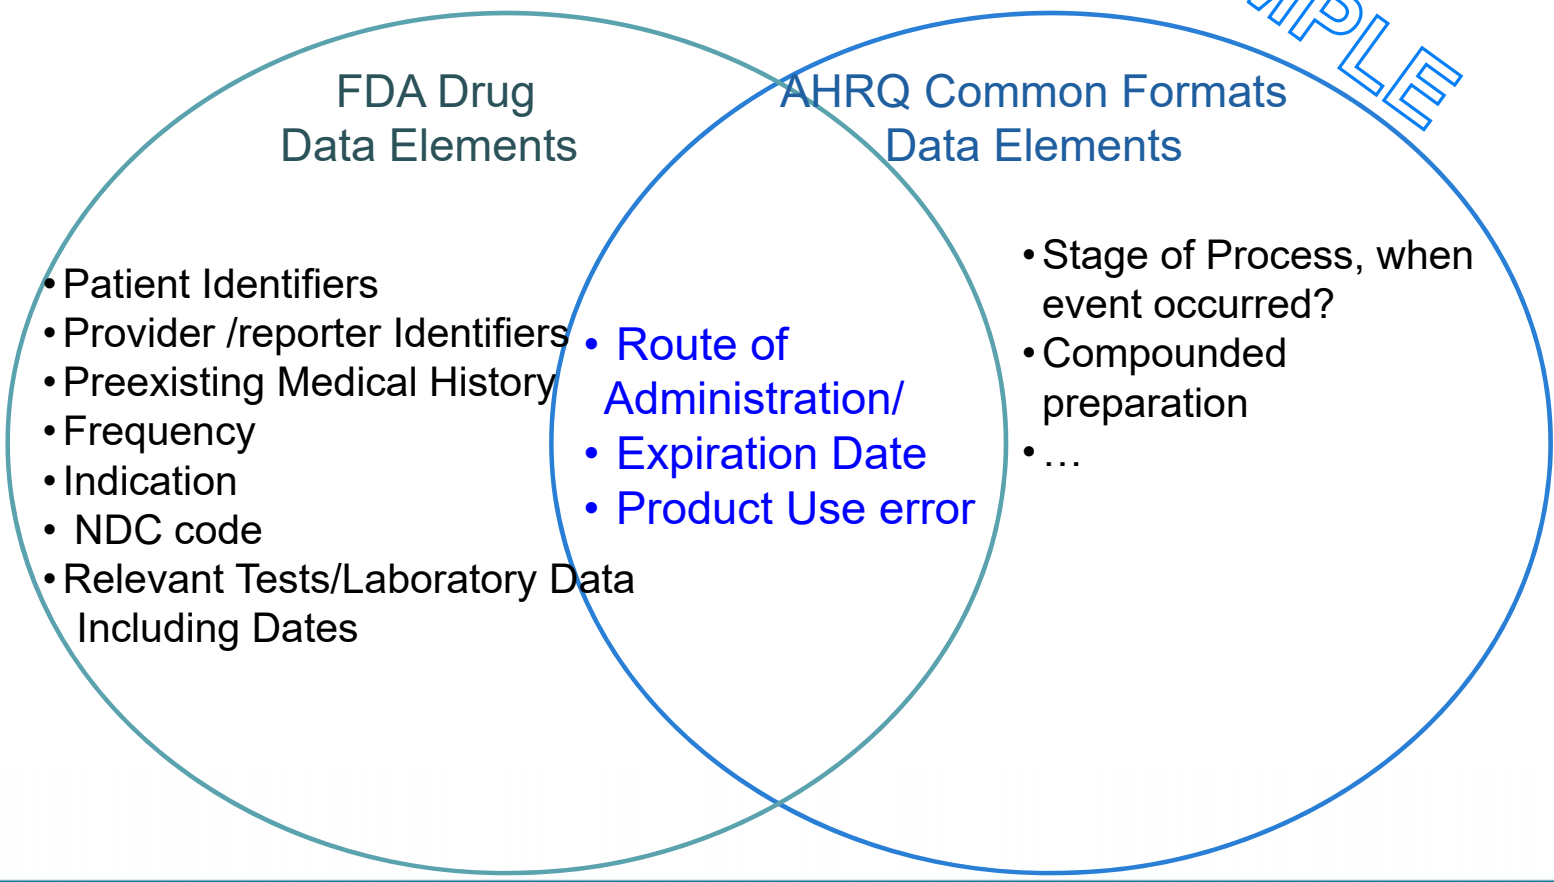 MPLE
FDA Drug
Data Elements
AHRQ Common Formats
Data Elements
•Patient Identifiers
•Provider /reporter Identifiers
•Preexisting Medical History
•Frequency
•Indication
• NDC code
•Relevant Tests/Laboratory Data
Including Dates
• Route of
Administration/
• Expiration Date
• Product Use error
•Stage of Process, when
event occurred?
•Compounded
preparation
•…